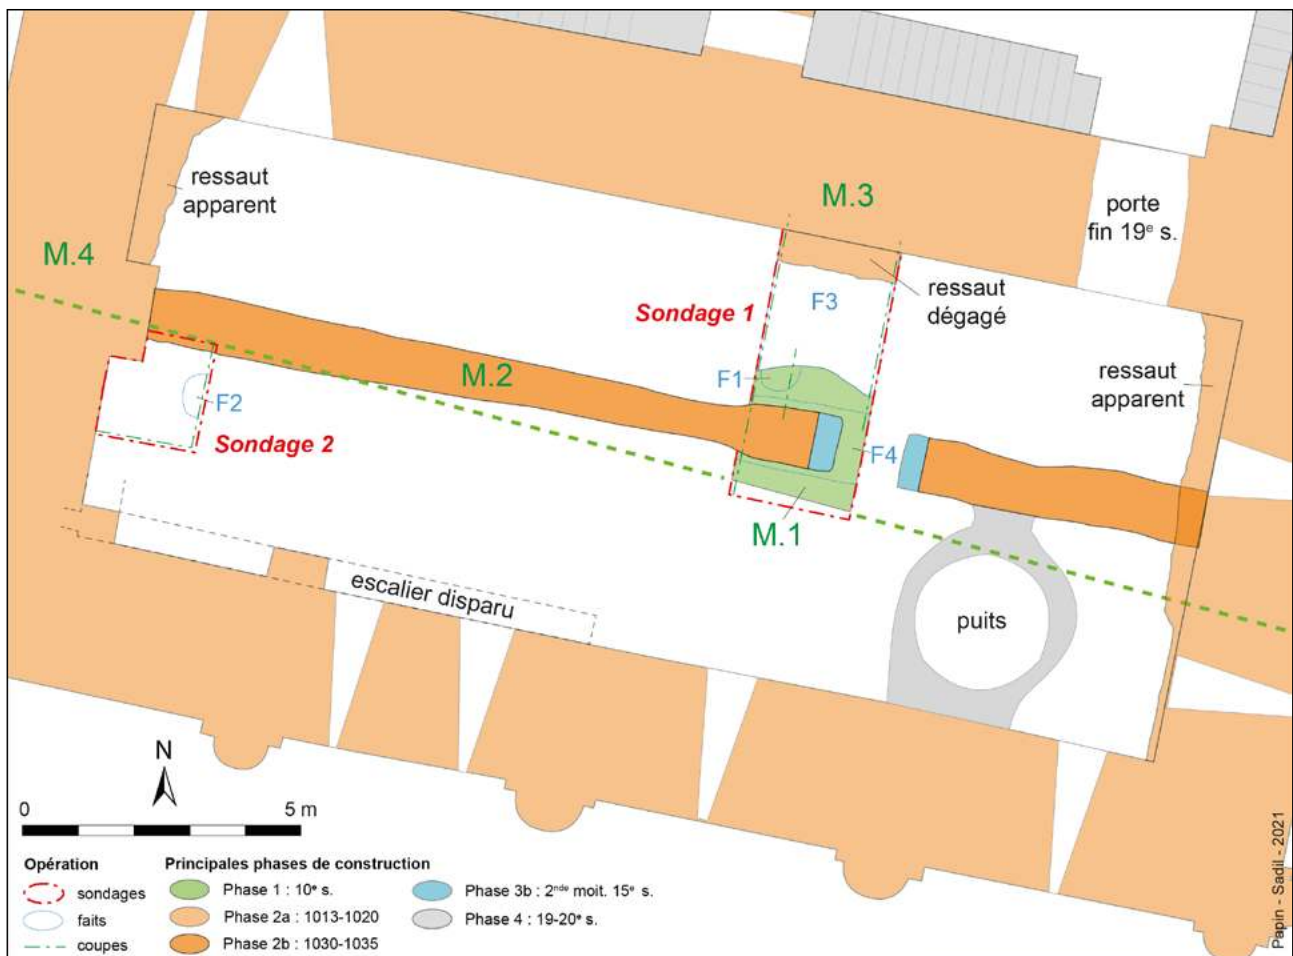 M.3
ressaut
apparent
porte
fin 19e s.
M.4
ressaut
dégagé
F3
Sondage 1
M.2
F1
ressaut
apparent
F2
Sondage 2
F4
M.1
escalier disparu
puits
N
0 5 m
Opération
sondages
faits
coupes
Principales phases de construction
Phase 1 : 10e s.
Phase 2a : 1013-1020
Phase 2b : 1030-1035
Phase 3b : 2nde moit. 15e s.
Phase 4 : 19-20e s.
Papin - Sadil - 2021